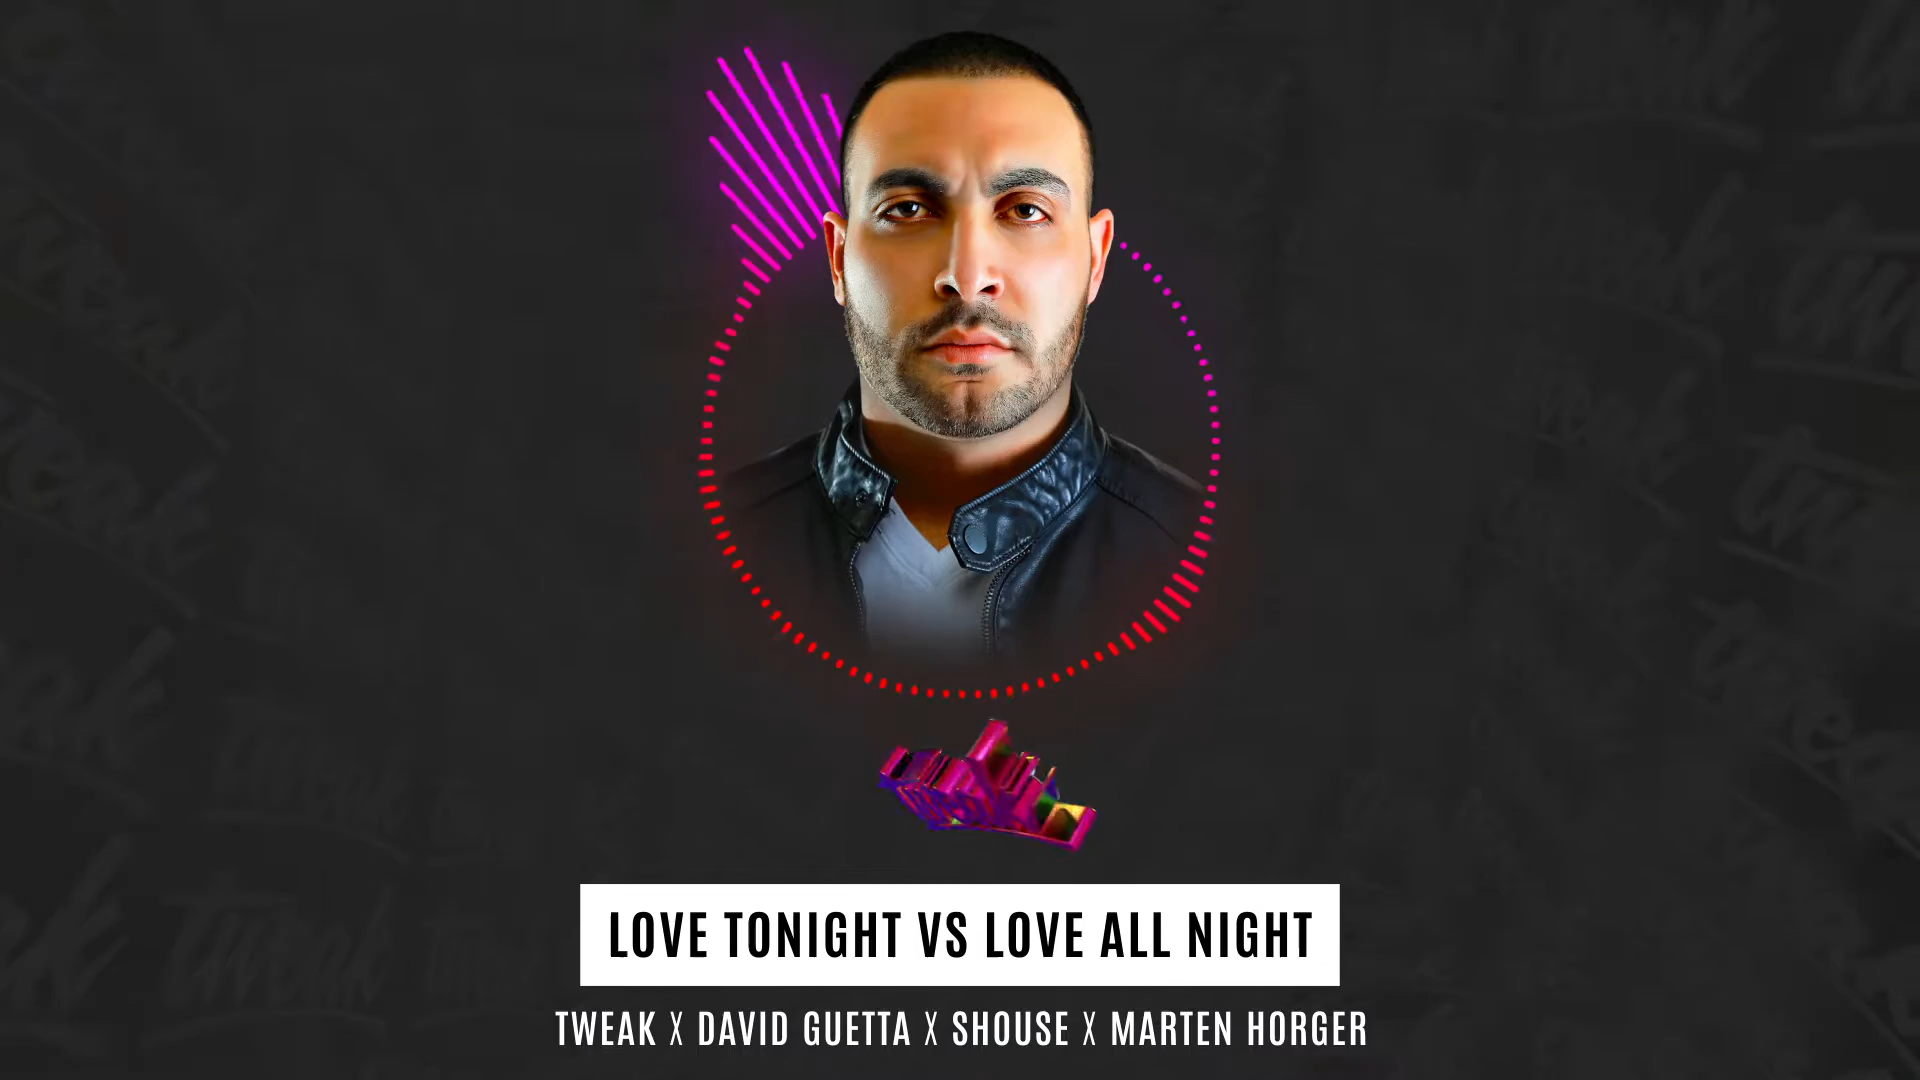 LOVE TONIGHT VS LOVE ALL NIGHT
TWEAK X DAVID GUETTA X SHOUSE X MARTEN HORGER